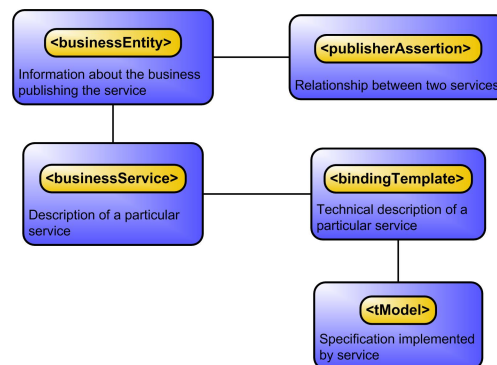 <businessEntity>
Information about the business
publishing the service
<publisherAssertion>
Relationship between two services
<businessService>
Description of a particular
service
<bindingTemplate>
Technical description of a
particular service
<tModel>
Specification implemented
by service